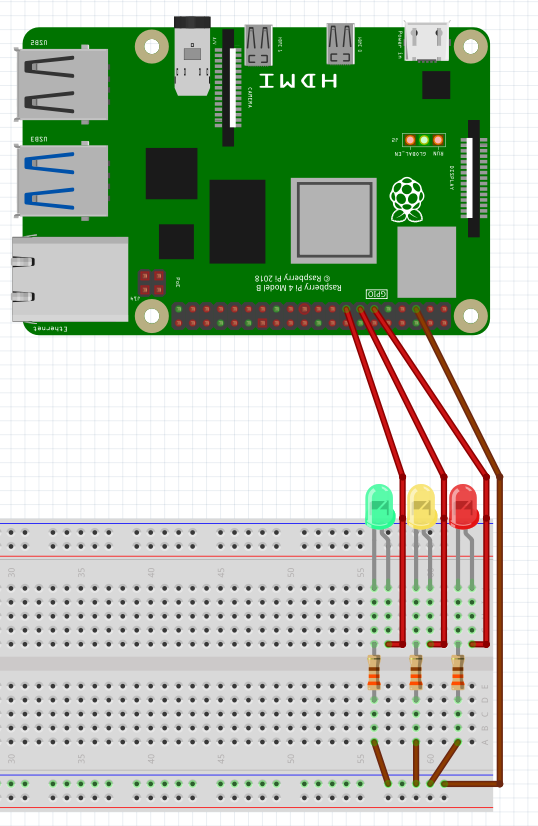 USB2
A/V
HDMI 1
HDMI 0
Power in
HDMI
CAMERA
USB3
J2
GLOBAL_EN
RUN
DISPLAY
© Raspberry Pi 2018
Raspberry Pi 4 Model B
PoE
J14
GPIO
Ethernet
30 35 40 45 50 55
E
D
C
B
A
30 35 40 45 50 55 60